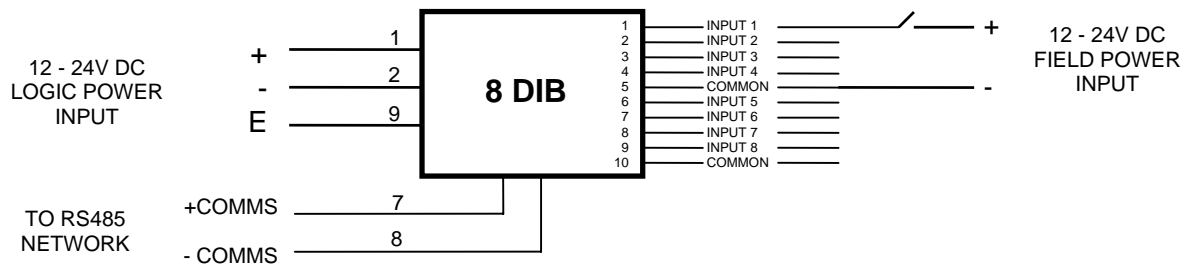 12 - 24V DC
LOGIC POWER
INPUT
+
1
-
2
E
9
8 DIB
1 INPUT 1
2 INPUT 2
3 INPUT 3
4 INPUT 4
5 COMMON
6 INPUT 5
7 INPUT 6
8 INPUT 7
9 INPUT 8
10 COMMON
+
-
12 - 24V DC
FIELD POWER
INPUT
TO RS485
NETWORK
+COMMS 7
- COMMS 8